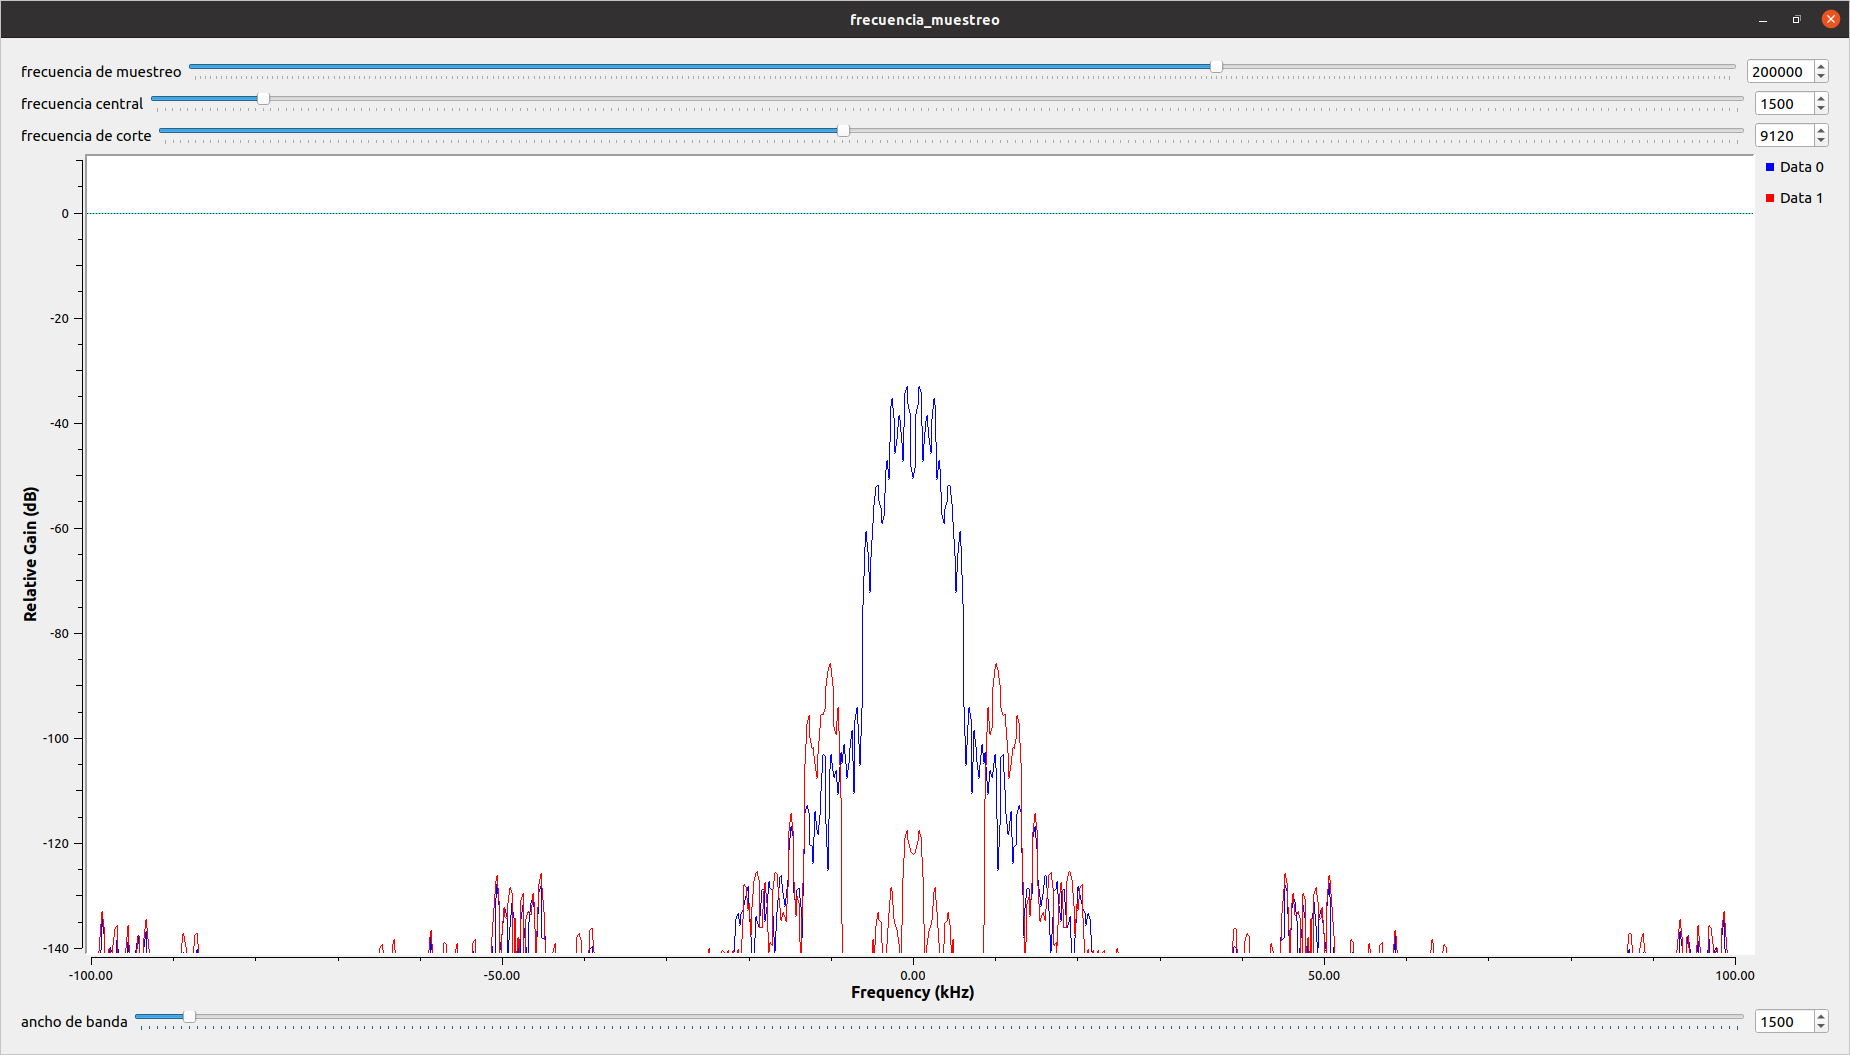 frecuencia_muestreo
frecuencia de muestreo 200000
frecuencia central 1500
frecuencia de corte 9120
Data 0
Data 1
0
-20
-40
-60
-80
-100
-120
-140
Relative Gain (dB)
-100.00 -50.00 0.00 50.00 100.00
Frequency (kHz)
ancho de banda 1500